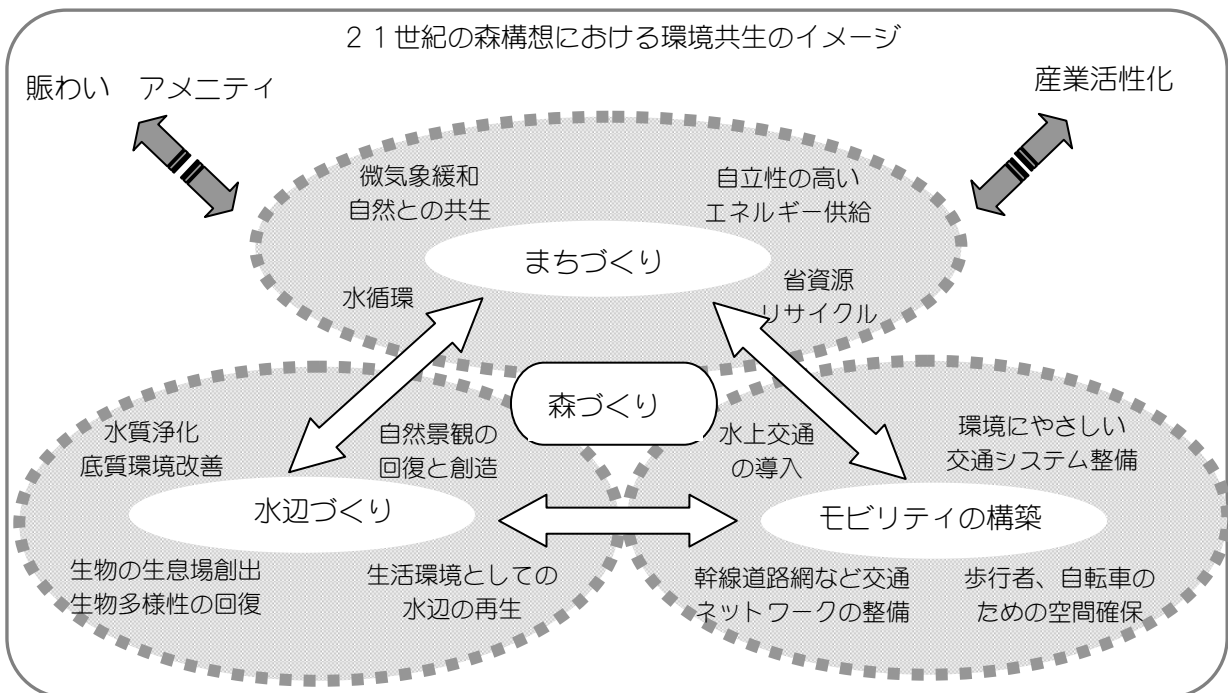 ２１世紀の森構想における環境共生のイメージ
賑わい　アメニティ
産業活性化
微気象緩和
自然との共生
自立性の高い
エネルギー供給
まちづくり
水循環
省資源
リサイクル
森づくり
水質浄化
底質環境改善
自然景観の
回復と創造
水辺づくり
生物の生息場創出
生物多様性の回復
生活環境としての
水辺の再生
水上交通
の導入
環境にやさしい
交通システム整備
モビリティの構築
幹線道路網など交通
ネットワークの整備
歩行者、自転車の
ための空間確保